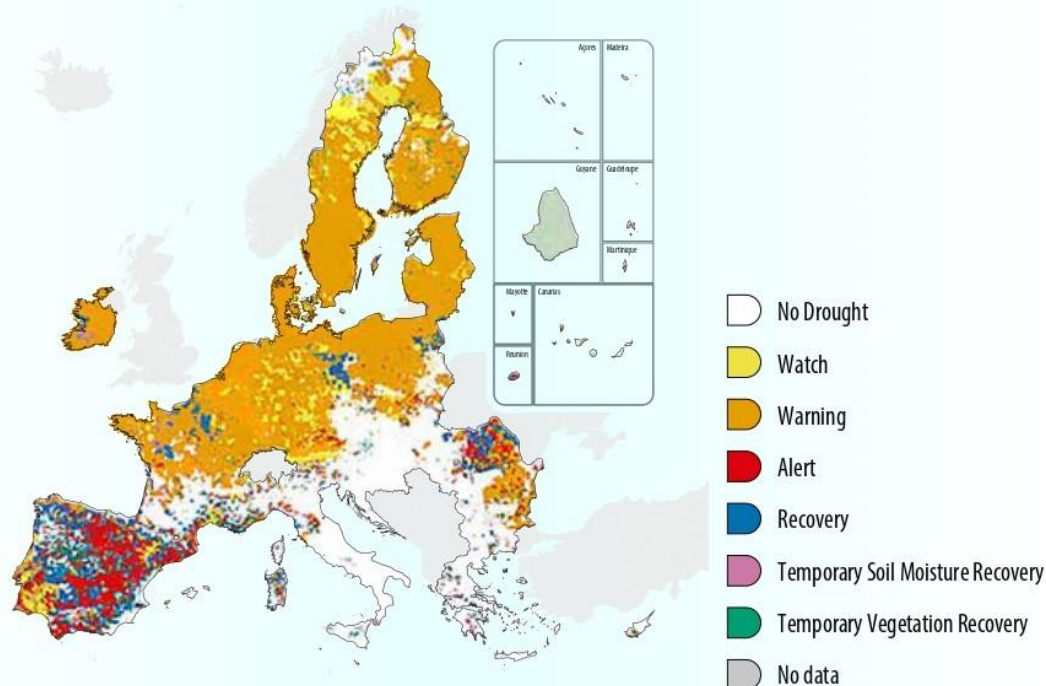 Açores
Madeira
Guyane
Guadeloupe
Martinique
Mayotte
Canarias
Reunion
No Drought
Watch
Warning
Alert
Recovery
Temporary Soil Moisture Recovery
Temporary Vegetation Recovery
No data